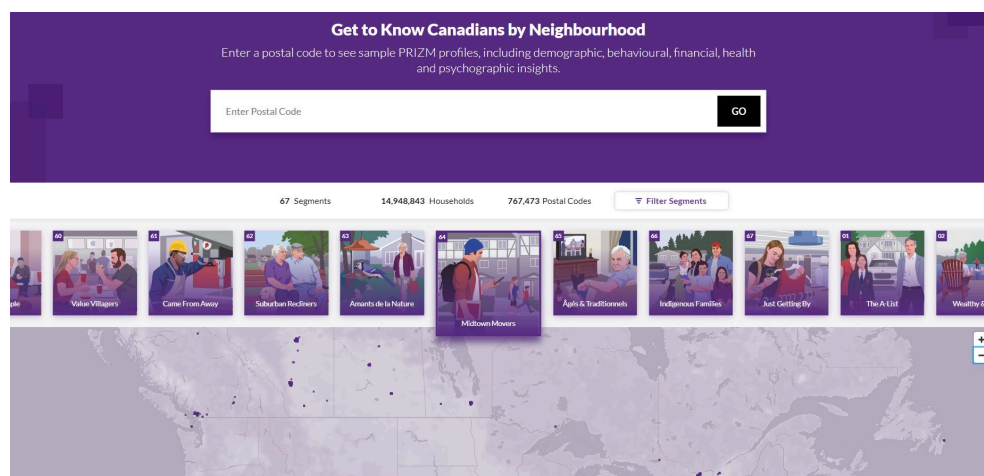 Get to Know Canadians by Neighbourhood
Enter a postal code to see sample PRIZM profiles, including demographic, behavioural, financial, health
and psychographic insights.
Enter Postal Code
GO
67 Segments
14,948,843 Households
767,473 Postal Codes
Filter Segments
ple
60
Value Villagers
61
Came From Away
62
Suburban Recliners
63
Amants de la Nature
64
Midtown Movers
65
Âgés & Traditionnels
66
Indigenous Families
67
Just Getting By
01
The A-List
02
Wealthy &
+
−